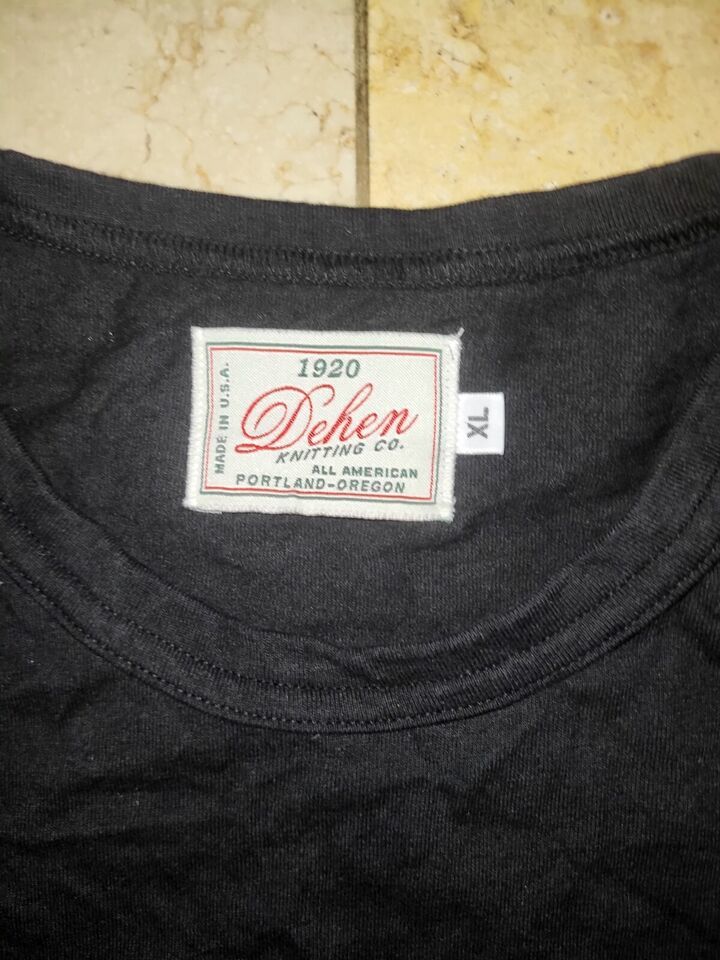 1920
Dehen
KNITTING CO.
ALL AMERICAN
PORTLAND-OREGON
MADE IN U.S.A.
XL